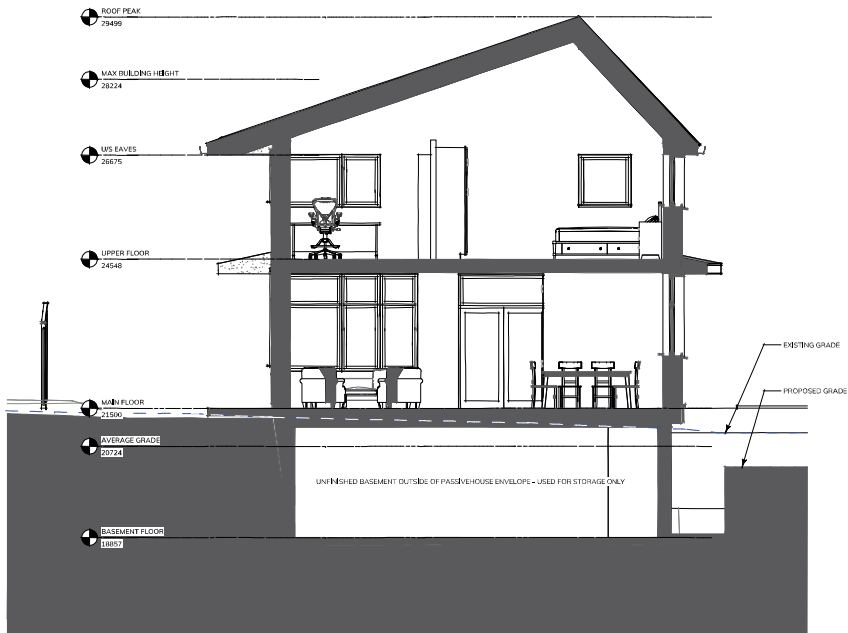 ROOF PEAK
29499
MAX BUILDING HEIGHT
28224
U/S EAVES
26675
UPPER FLOOR
24548
EXISTING GRADE
PROPOSED GRADE
MAIN FLOOR
21500
AVERAGE GRADE
20724
UNFINISHED BASEMENT OUTSIDE OF PASSIVEHOUSE ENVELOPE - USED FOR STORAGE ONLY
BASEMENT FLOOR
18857